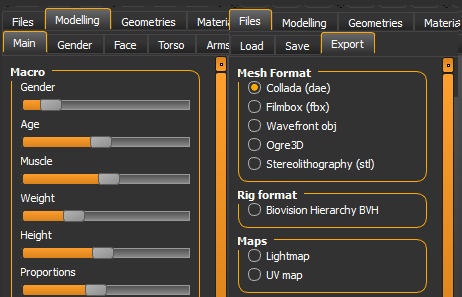 Files Modelling Geometries Materia
Main Gender Face Torso Arms
Macro
Gender
Age
Muscle
Weight
Height
Proportions
Files Modelling Geometries Materia
Load Save Export
Mesh Format
Collada (dae)
Filmbox (fbx)
Wavefront obj
Ogre3D
Stereolithography (stl)
Rig format
Biovision Hierarchy BVH
Maps
Lightmap
UV map